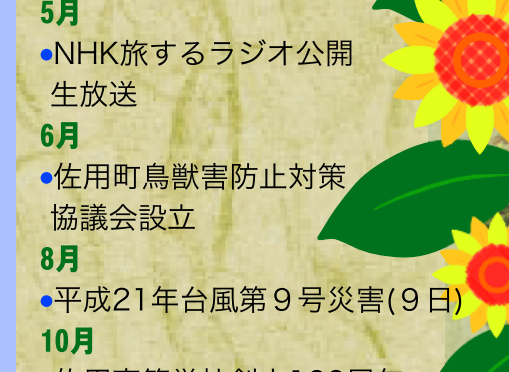 5月
●NHK旅するラジオ公開
生放送
6月
●佐用町鳥獣害防止対策
協議会設立
8月
●平成21年台風第９号災害(９日)
10月